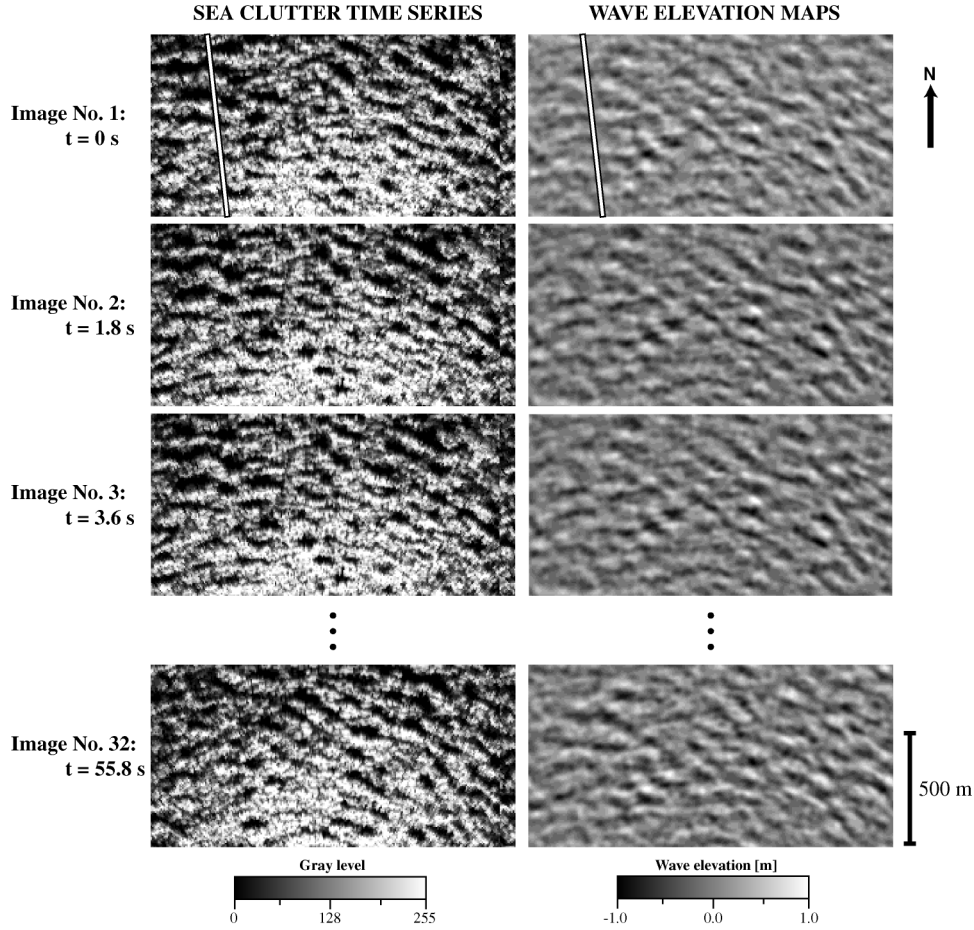 SEA CLUTTER TIME SERIES
WAVE ELEVATION MAPS
Image No. 1:
t = 0 s
N
Image No. 2:
t = 1.8 s
Image No. 3:
t = 3.6 s
Image No. 32:
t = 55.8 s
500 m
Gray level
0 128 255
Wave elevation [m]
-1.0 0.0 1.0